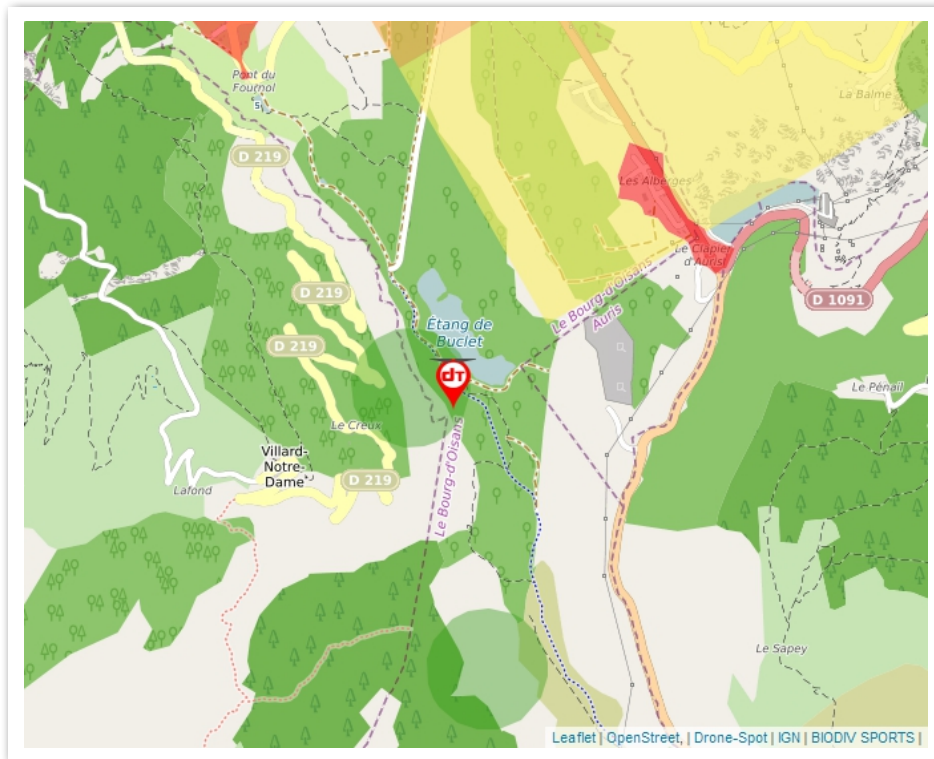 Pont du
Fournol
5
La Balme
D 219
Les Alberges
Le Clapier
d'Auris
D 219
D 1091
Étang de
Buclet
Le Bourg-d'Oisans
Auris
D 219
dT
Le Pénail
Le Creux
Villard-
Notre-
Dame
D 219
Lafond
Le Bourg-d'Oisans
Le Sapey
Leaflet | OpenStreet, | Drone-Spot | IGN | BIODIV SPORTS |